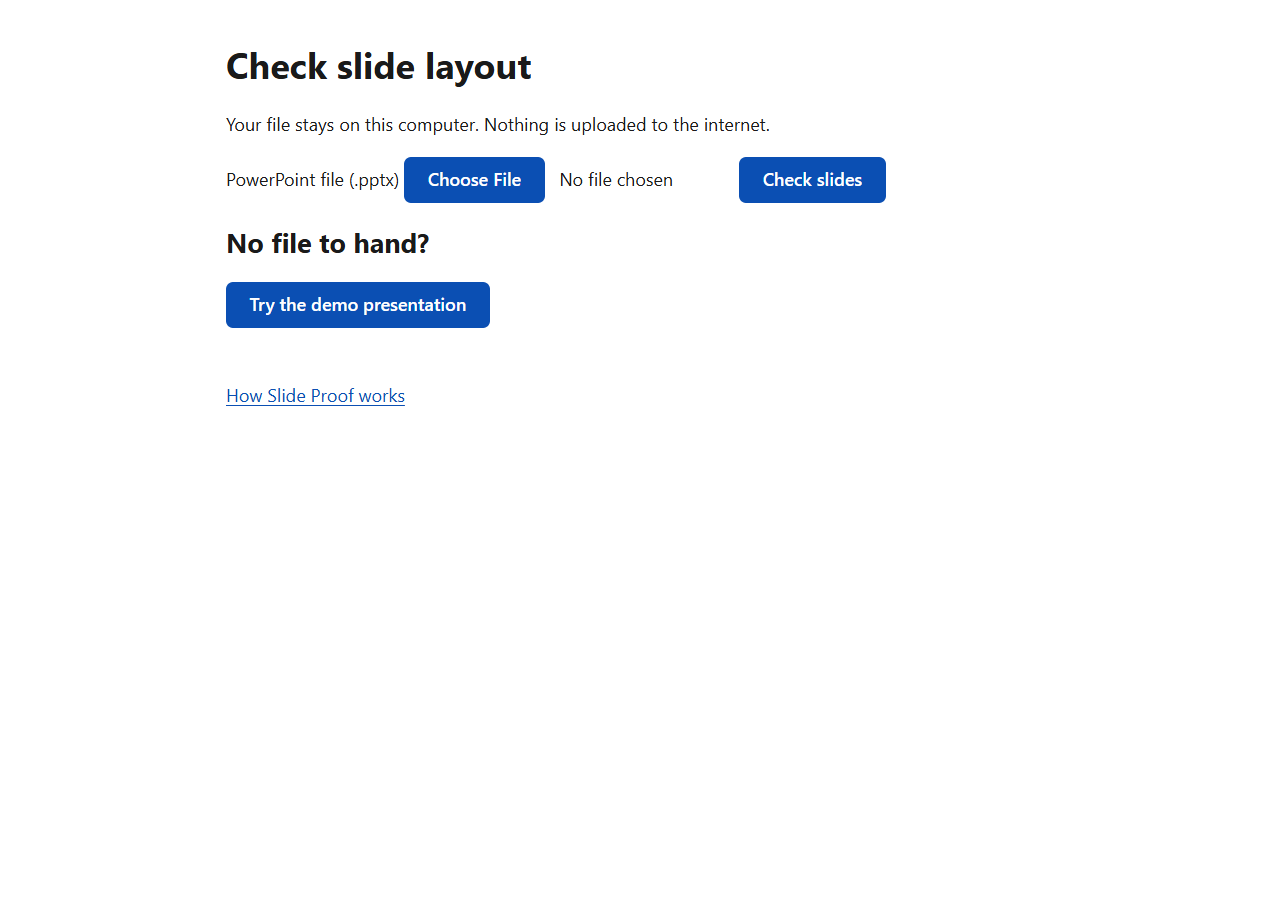 Check slide layout
Your file stays on this computer. Nothing is uploaded to the internet.
PowerPoint file (.pptx) Choose File No file chosen Check slides
No file to hand?
Try the demo presentation
How Slide Proof works